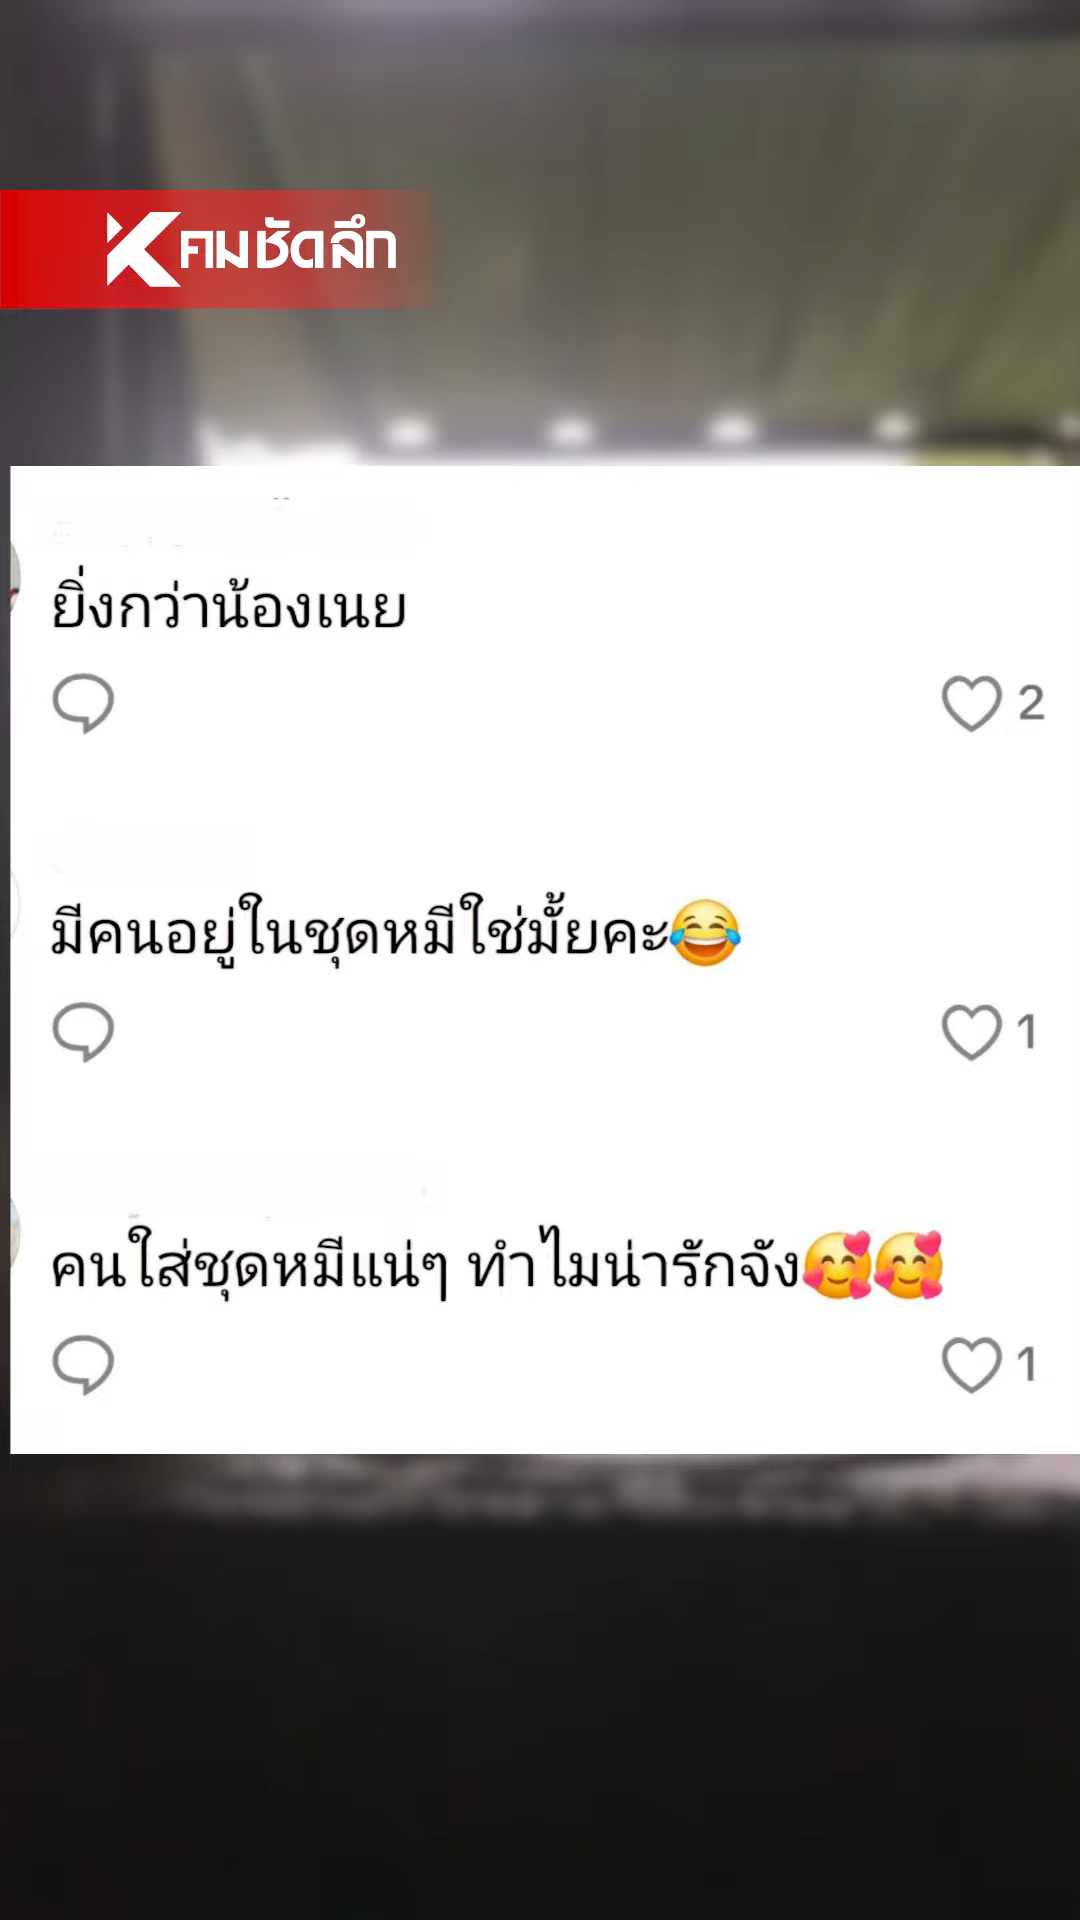 คมชัดลึก
ยิ่งกว่าน้องเนย
2
มีคนอยู่ในชุดหมีใช่มั้ยคะ😂
1
คนใส่ชุดหมีแน่ๆ ทำไมน่ารักจัง🥰🥰
1